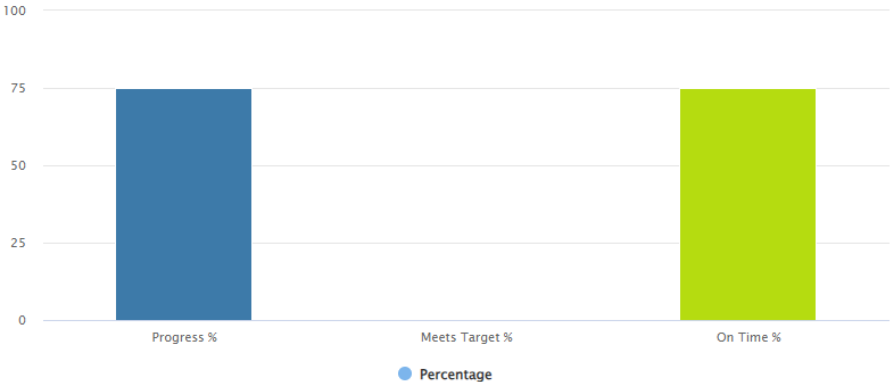 100
75
50
25
0
Progress %
Meets Target %
On Time %
Percentage